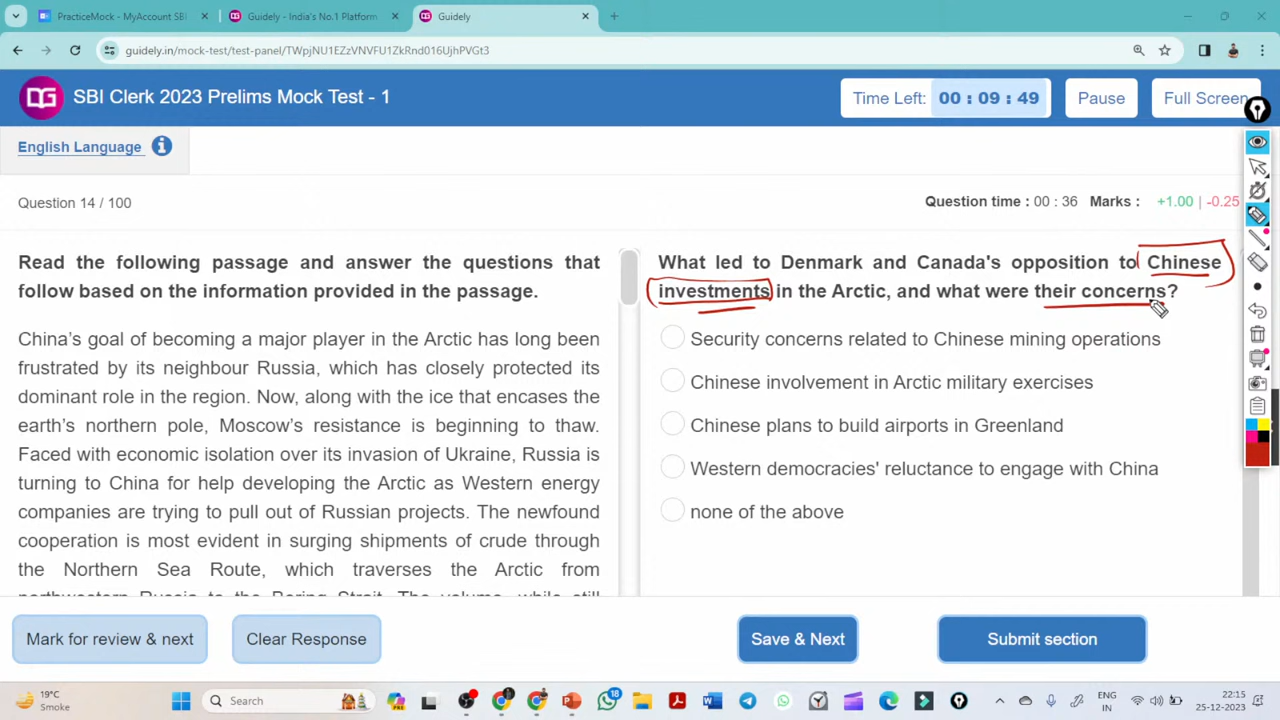 PracticeMock - MyAccount SBI
Guidely - India's No.1 Platform
Guidely
guidely.in/mock-test/test-panel/TWpjNU1EZzVNVFU1ZkRnd016UjhPVGt3
DG
SBI Clerk 2023 Prelims Mock Test - 1
Time Left: 00 : 09 : 49
Pause
Full Screen
English Language
Question 14 / 100
Question time : 00 : 36 Marks : +1.00 | -0.25
Read the following passage and answer the questions that
follow based on the information provided in the passage.
China's goal of becoming a major player in the Arctic has long been
frustrated by its neighbour Russia, which has closely protected its
dominant role in the region. Now, along with the ice that encases the
earth's northern pole, Moscow's resistance is beginning to thaw.
Faced with economic isolation over its invasion of Ukraine, Russia is
turning to China for help developing the Arctic as Western energy
companies are trying to pull out of Russian projects. The newfound
cooperation is most evident in surging shipments of crude through
the Northern Sea Route, which traverses the Arctic from
northwestern Russia to the Bering Strait. The volume, while still
What led to Denmark and Canada's opposition to Chinese
investments in the Arctic, and what were their concerns?
Security concerns related to Chinese mining operations
Chinese involvement in Arctic military exercises
Chinese plans to build airports in Greenland
Western democracies' reluctance to engage with China
none of the above
Mark for review & next
Clear Response
Save & Next
Submit section
19°C
Smoke
Search
18
ENG
IN
22:15
25-12-2023